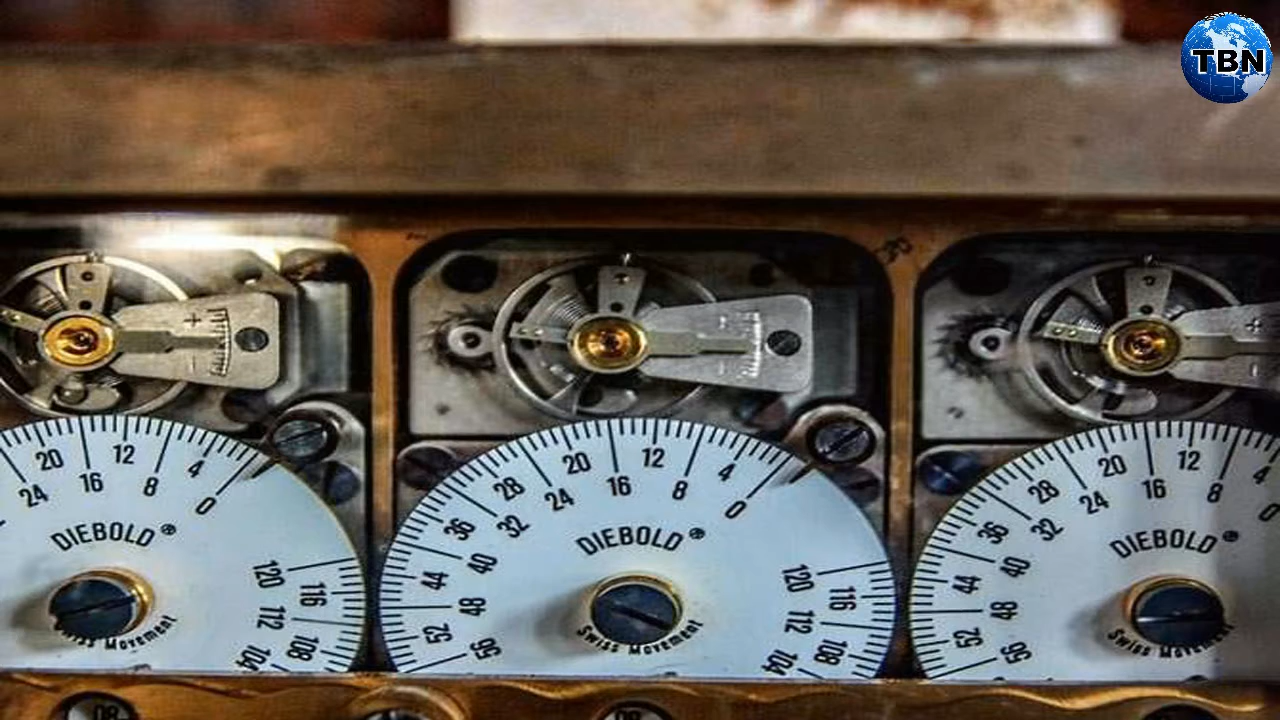 TBN
+
-
+
-
+
-
24 20 16 12 8 4 0
DIEBOLD®
Swiss Movement
120 116 112 108 104
56 52 48 44 40 36 32 28 24 20 16 12 8 4 0
DIEBOLD®
Swiss Movement
120 116 112 108 104
56 52 48 44 40 36 32 28 24 20 16 12 8 4 0
DIEBOLD®
Swiss Movement